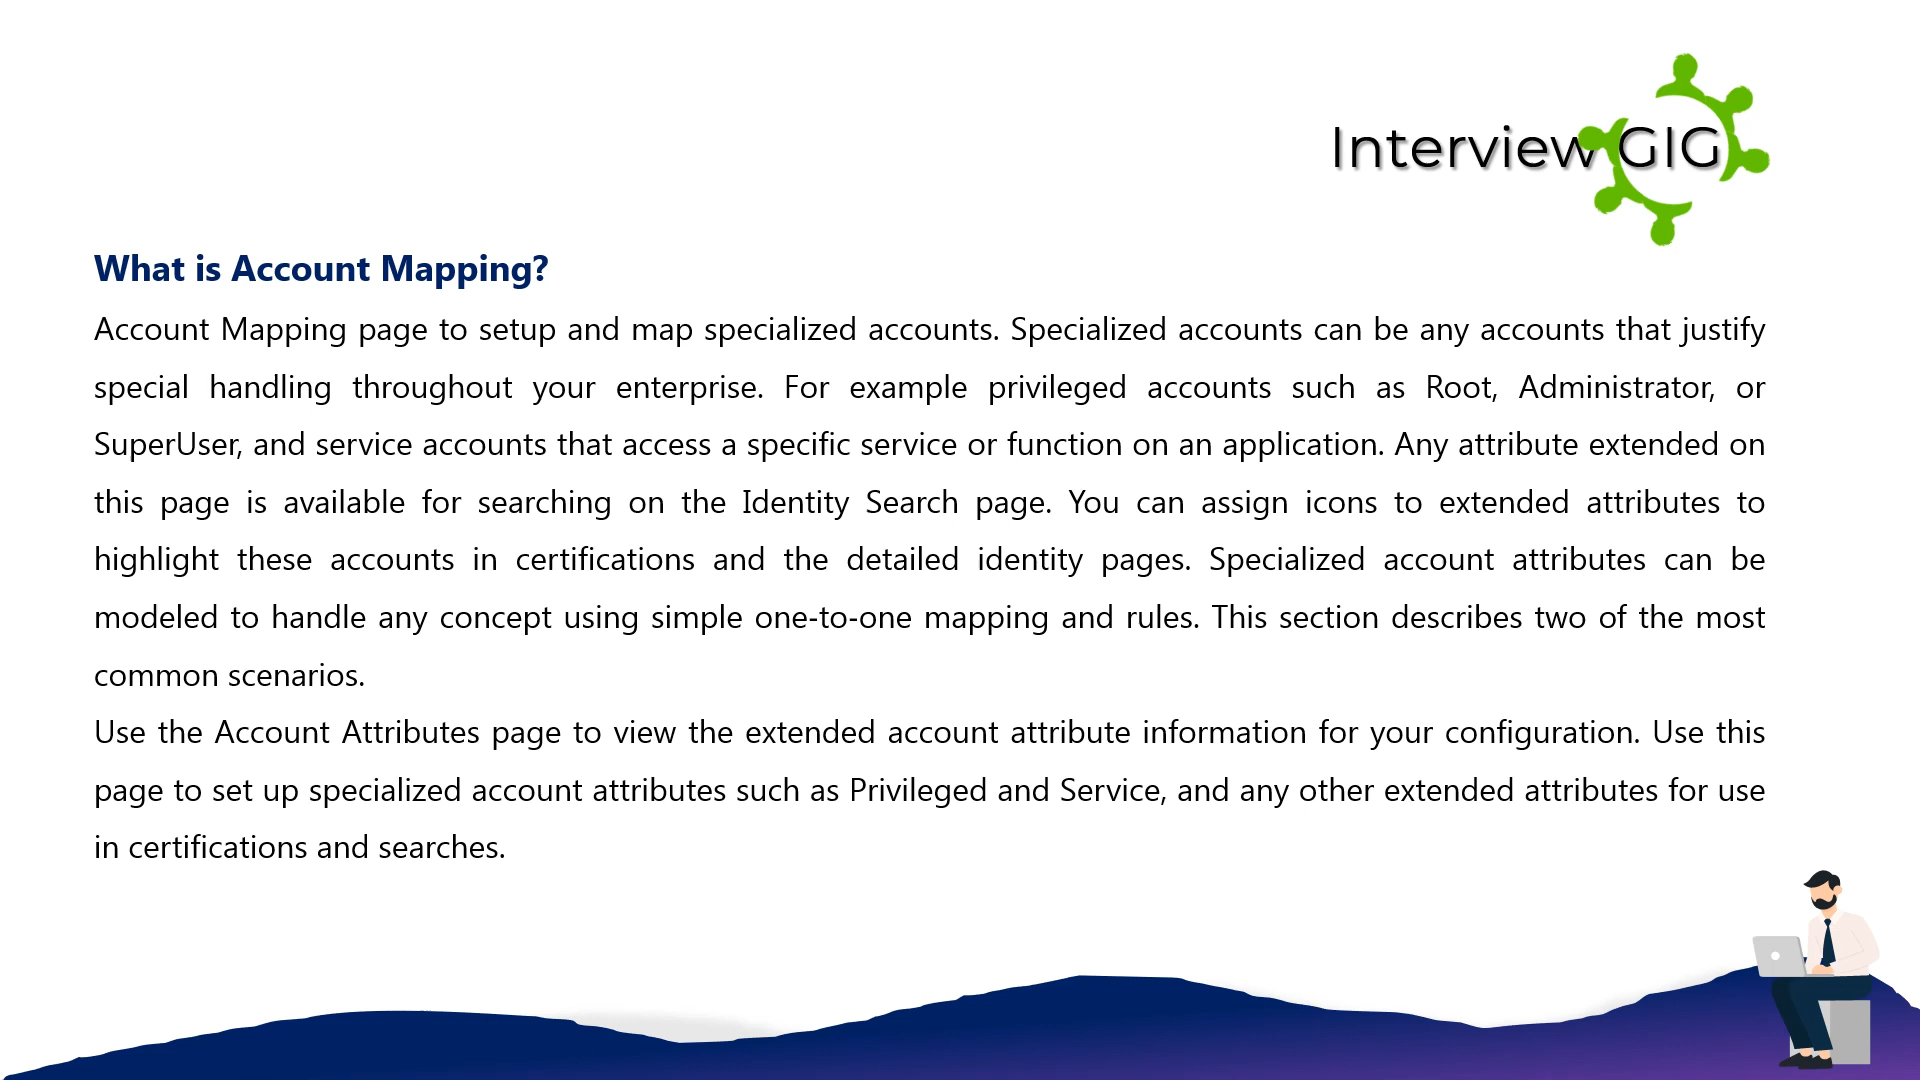 Interview GIG
What is Account Mapping?
Account Mapping page to setup and map specialized accounts. Specialized accounts can be any accounts that justify
special handling throughout your enterprise. For example privileged accounts such as Root, Administrator, or
SuperUser, and service accounts that access a specific service or function on an application. Any attribute extended on
this page is available for searching on the Identity Search page. You can assign icons to extended attributes to
highlight these accounts in certifications and the detailed identity pages. Specialized account attributes can be
modeled to handle any concept using simple one-to-one mapping and rules. This section describes two of the most
common scenarios.
Use the Account Attributes page to view the extended account attribute information for your configuration. Use this
page to set up specialized account attributes such as Privileged and Service, and any other extended attributes for use
in certifications and searches.